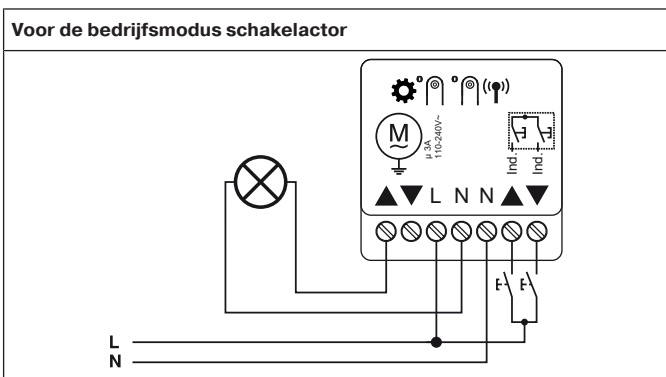 Voor de bedrijfsmodus schakelactor
M
~
µ 3A
110-240V~
Ind.
Ind.
▲ ▼ L N N ▲ ▼
L
N